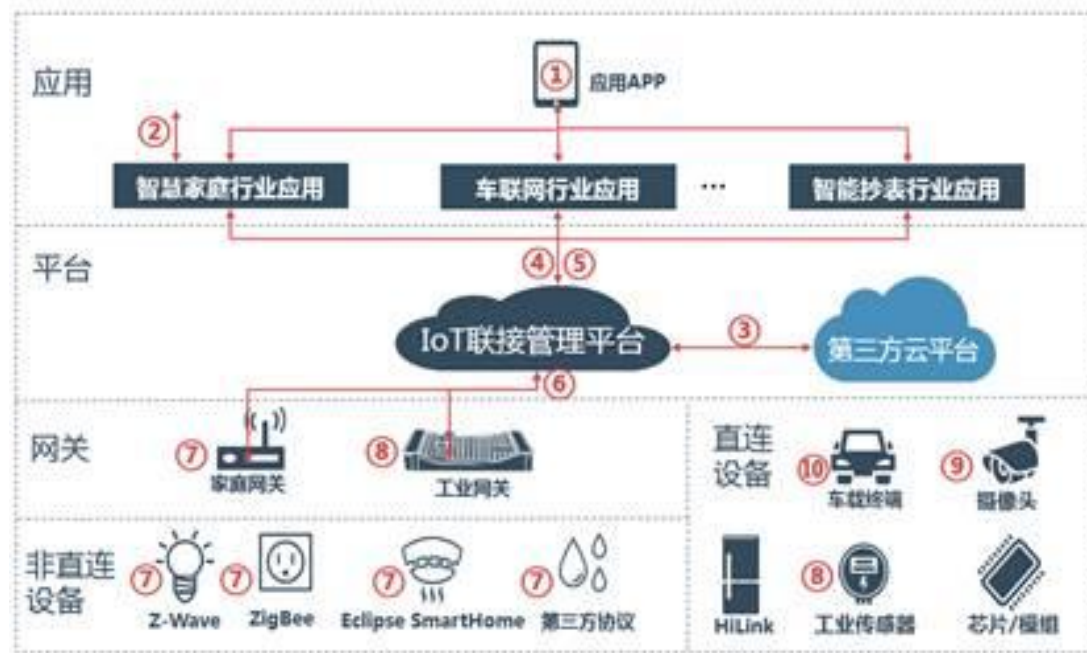 应用
①
应用APP
②
智慧家庭行业应用
车联网行业应用
...
智能抄表行业应用
平台
④ ⑤
IoT联接管理平台
③
第三方云平台
⑥
网关
⑦
家庭网关
⑧
工业网关
直连
设备
⑩
车载终端
⑨
摄像头
非直连
设备
⑦
Z-Wave
⑦
ZigBee
⑦
Eclipse SmartHome
⑦
第三方协议
HiLink
⑧
工业传感器
芯片/模组